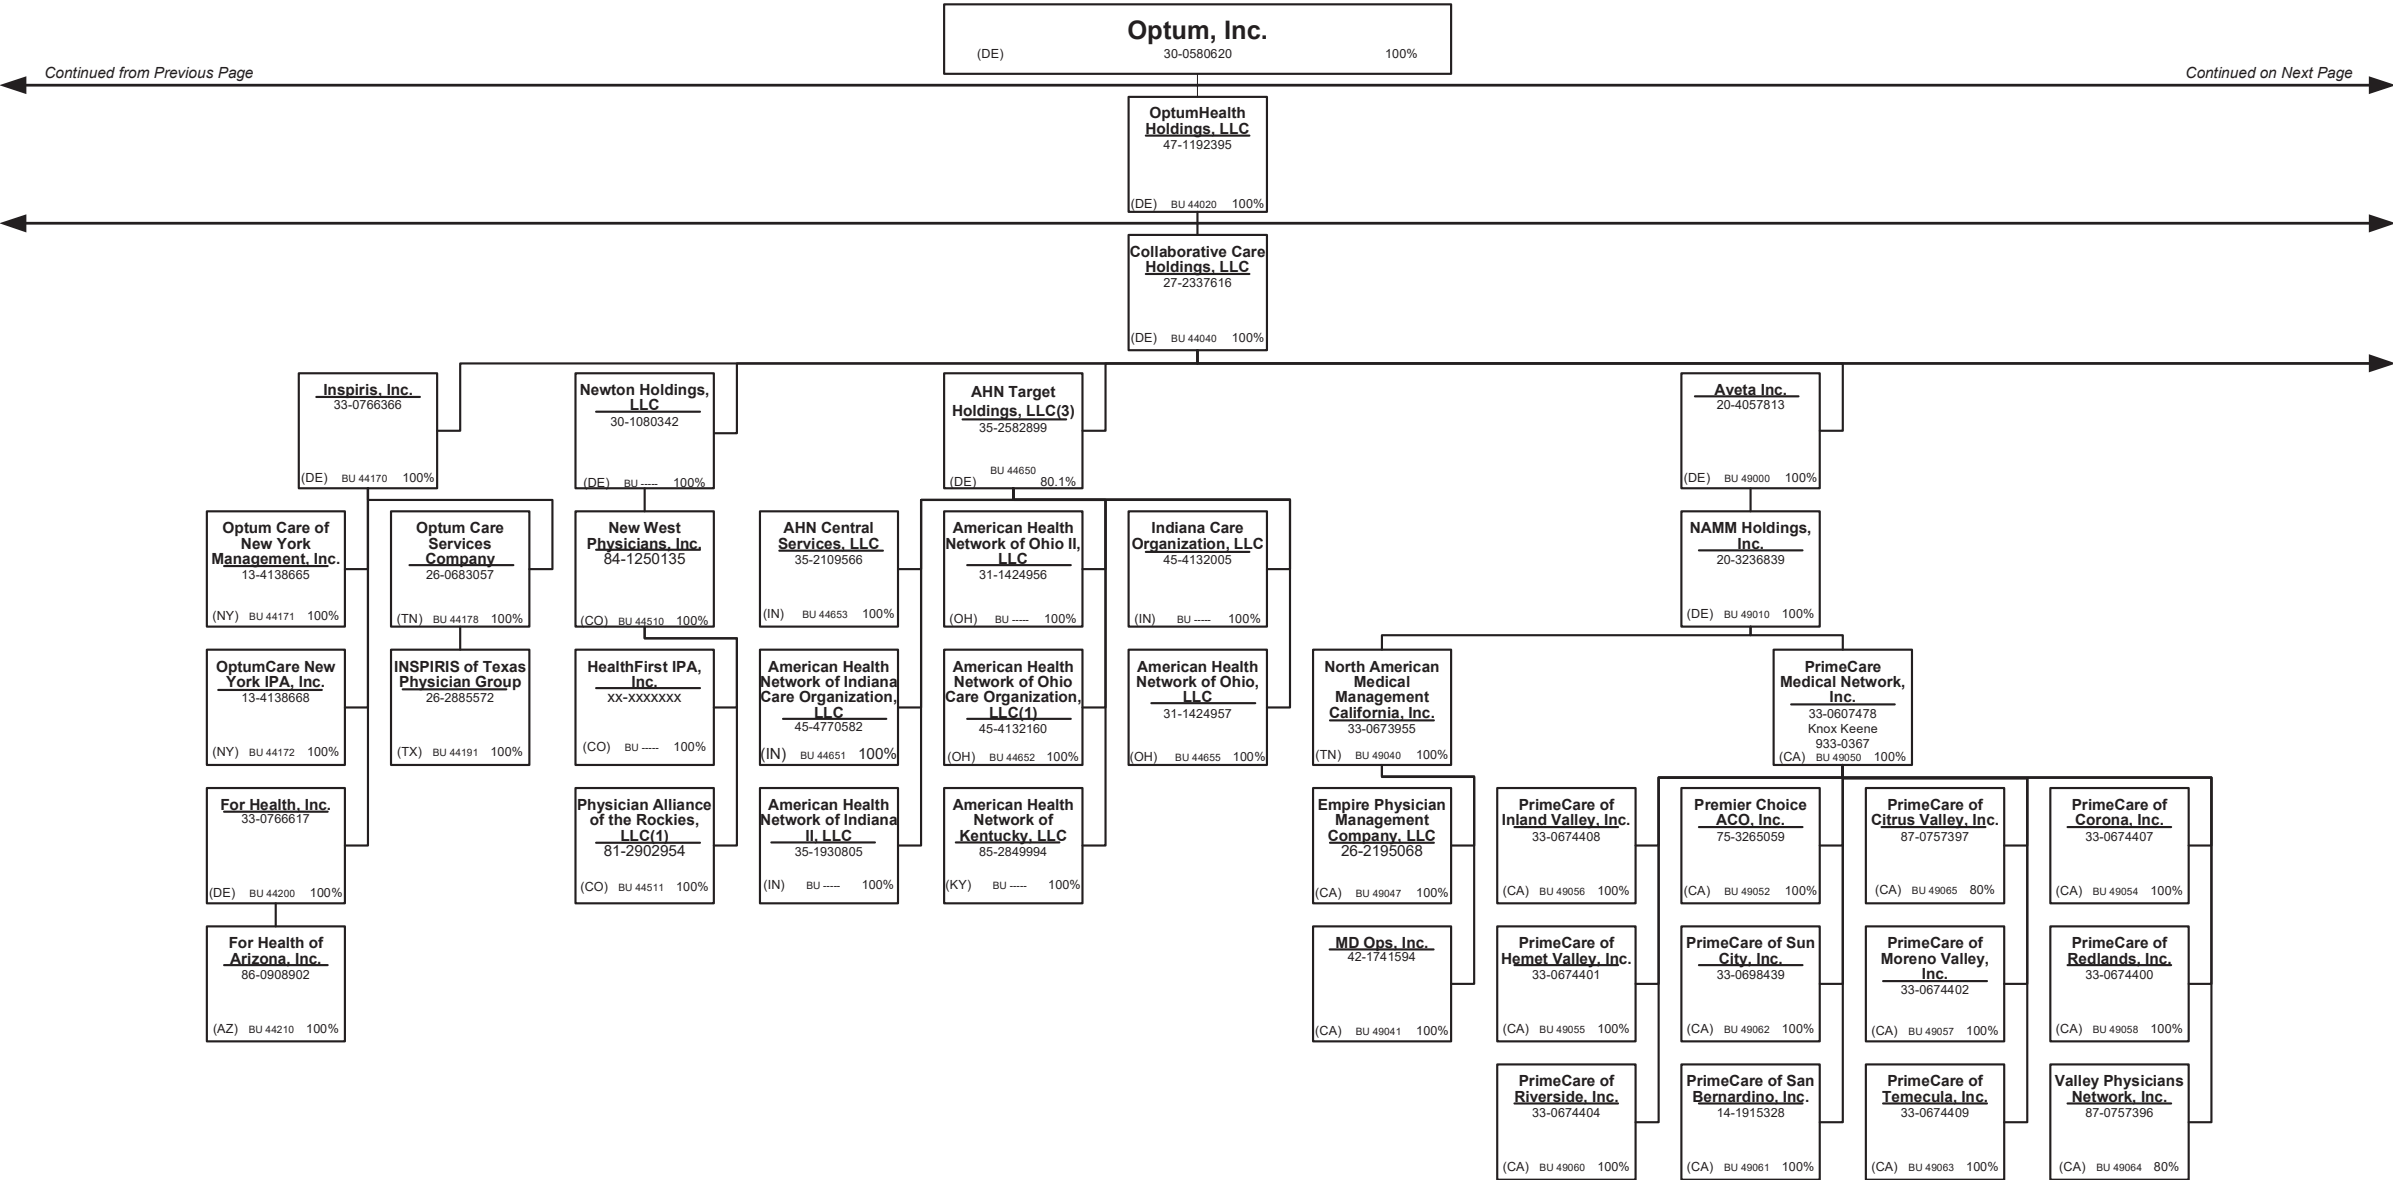 Optum, Inc.
(DE) 30-0580620 100%
Continued from Previous Page
Continued on Next Page
OptumHealth
Holdings, LLC
47-1192395
(DE) BU 44020 100%
Collaborative Care
Holdings, LLC
27-2337616
(DE) BU 44040 100%
Inspiris, Inc.
33-0766366
(DE) BU 44170 100%
Newton Holdings,
LLC
30-1080342
(DE) BU ----- 100%
AHN Target
Holdings, LLC(3)
35-2582899
BU 44650
(DE) 80.1%
Aveta Inc.
20-4057813
(DE) BU 49000 100%
Optum Care of
New York
Management, Inc.
13-4138665
(NY) BU 44171 100%
Optum Care
Services
Company
26-0683057
(TN) BU 44178 100%
New West
Physicians, Inc.
84-1250135
(CO) BU 44510 100%
AHN Central
Services, LLC
35-2109566
(IN) BU 44653 100%
American Health
Network of Ohio II,
LLC
31-1424956
(OH) BU ----- 100%
Indiana Care
Organization, LLC
45-4132005
(IN) BU ----- 100%
NAMM Holdings,
Inc.
20-3236839
(DE) BU 49010 100%
OptumCare New
York IPA, Inc.
13-4138668
(NY) BU 44172 100%
INSPIRIS of Texas
Physician Group
26-2885572
(TX) BU 44191 100%
HealthFirst IPA,
Inc.
xx-xxxxxxx
(CO) BU ----- 100%
American Health
Network of Indiana
Care Organization,
LLC
45-4770582
(IN) BU 44651 100%
American Health
Network of Ohio
Care Organization,
LLC(1)
45-4132160
(OH) BU 44652 100%
American Health
Network of Ohio,
LLC
31-1424957
(OH) BU 44655 100%
North American
Medical
Management
California, Inc.
33-0673955
(TN) BU 49040 100%
PrimeCare
Medical Network,
Inc.
33-0607478
Knox Keene
933-0367
(CA) BU 49050 100%
For Health, Inc.
33-0766617
(DE) BU 44200 100%
Physician Alliance
of the Rockies,
LLC(1)
81-2902954
(CO) BU 44511 100%
American Health
Network of Indiana
II, LLC
35-1930805
(IN) BU ----- 100%
American Health
Network of
Kentucky, LLC
85-2849994
(KY) BU ----- 100%
Empire Physician
Management
Company, LLC
26-2195068
(CA) BU 49047 100%
PrimeCare of
Inland Valley, Inc.
33-0674408
(CA) BU 49056 100%
Premier Choice
ACO, Inc.
75-3265059
(CA) BU 49052 100%
PrimeCare of
Citrus Valley, Inc.
87-0757397
(CA) BU 49065 80%
PrimeCare of
Corona, Inc.
33-0674407
(CA) BU 49054 100%
For Health of
Arizona, Inc.
86-0908902
(AZ) BU 44210 100%
MD Ops, Inc.
42-1741594
(CA) BU 49041 100%
PrimeCare of
Hemet Valley, Inc.
33-0674401
(CA) BU 49055 100%
PrimeCare of Sun
City, Inc.
33-0698439
(CA) BU 49062 100%
PrimeCare of
Moreno Valley,
Inc.
33-0674402
(CA) BU 49057 100%
PrimeCare of
Redlands, Inc.
33-0674400
(CA) BU 49058 100%
PrimeCare of
Riverside, Inc.
33-0674404
(CA) BU 49060 100%
PrimeCare of San
Bernardino, Inc.
14-1915328
(CA) BU 49061 100%
PrimeCare of
Temecula, Inc.
33-0674409
(CA) BU 49063 100%
Valley Physicians
Network, Inc.
87-0757396
(CA) BU 49064 80%